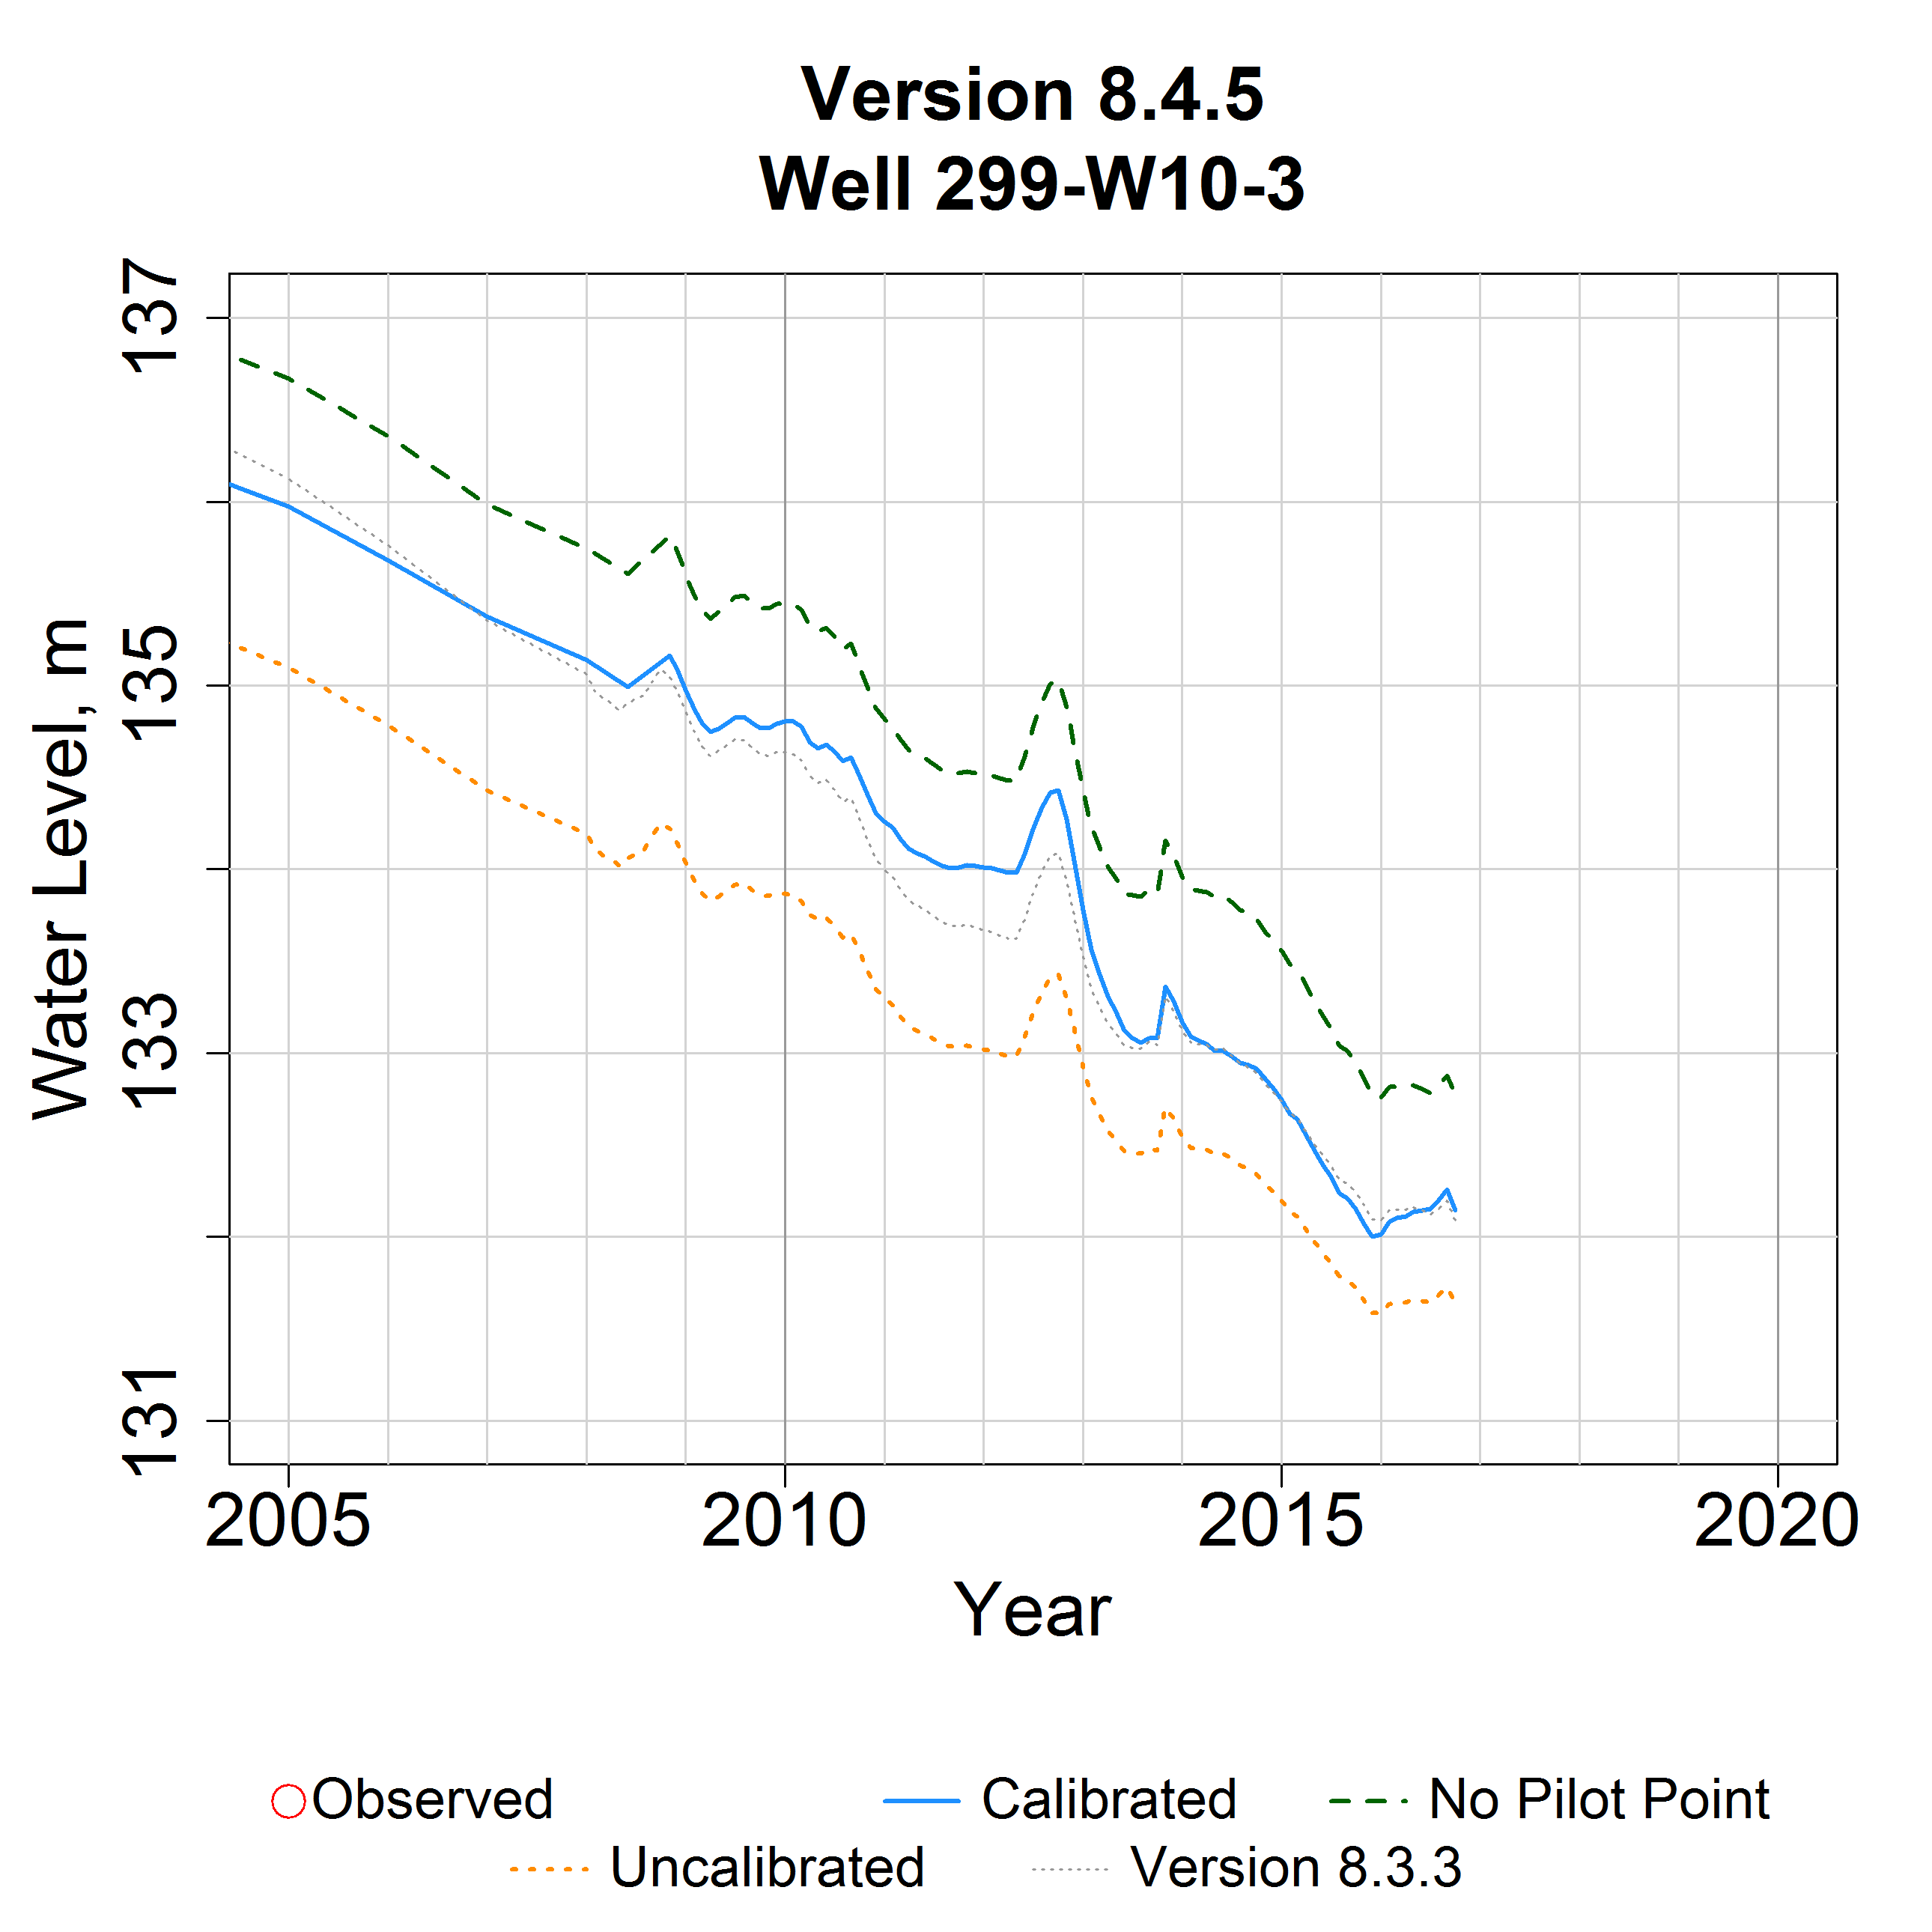 Version 8.4.5
Well 299-W10-3
Water Level, m
137
135
133
131
2005 2010 2015 2020
Year
Observed Calibrated No Pilot Point
Uncalibrated Version 8.3.3